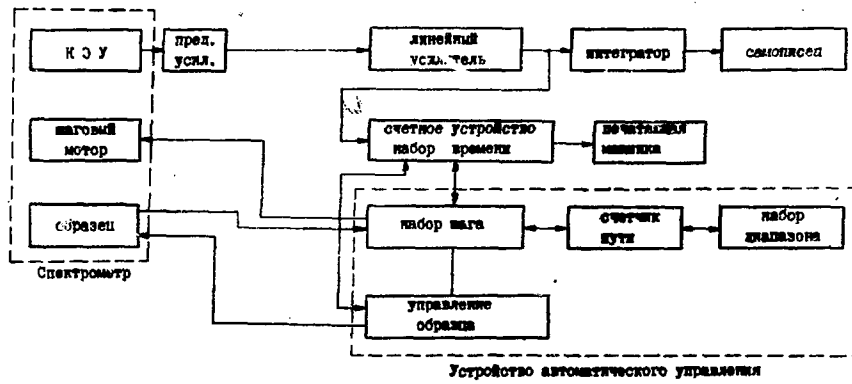 КЭУ
пред.
усил.
линейный
усилитель
интегратор
самописец
шаговый
мотор
счетное устройство
набор времени
печатающая
машинка
образец
набор шага
счетчик
пути
набор
диапазона
Спектрометр
управление
образца
Устройство автоматического управления